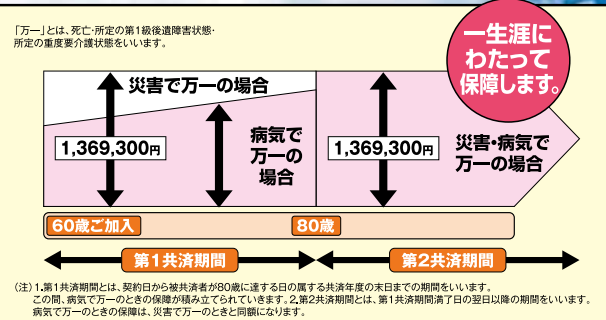 「万一」とは、死亡・所定の第1級後遺障害状態・
所定の重度要介護状態をいいます。
一生涯に
わたって
保障します。
災害で万一の場合
1,369,300円
病気で
万一の
場合
1,369,300円
災害・病気で
万一の場合
60歳ご加入
80歳
第1共済期間
第2共済期間
(注)1.第1共済期間とは、契約日から被共済者が80歳に達する日の属する共済年度の末日までの期間をいいます。
この間、病気で万一のときの保障が積み立てられていきます。2.第2共済期間とは、第1共済期間満了日の翌日以降の期間をいいます。
病気で万一のときの保障は、災害で万一のときと同額になります。